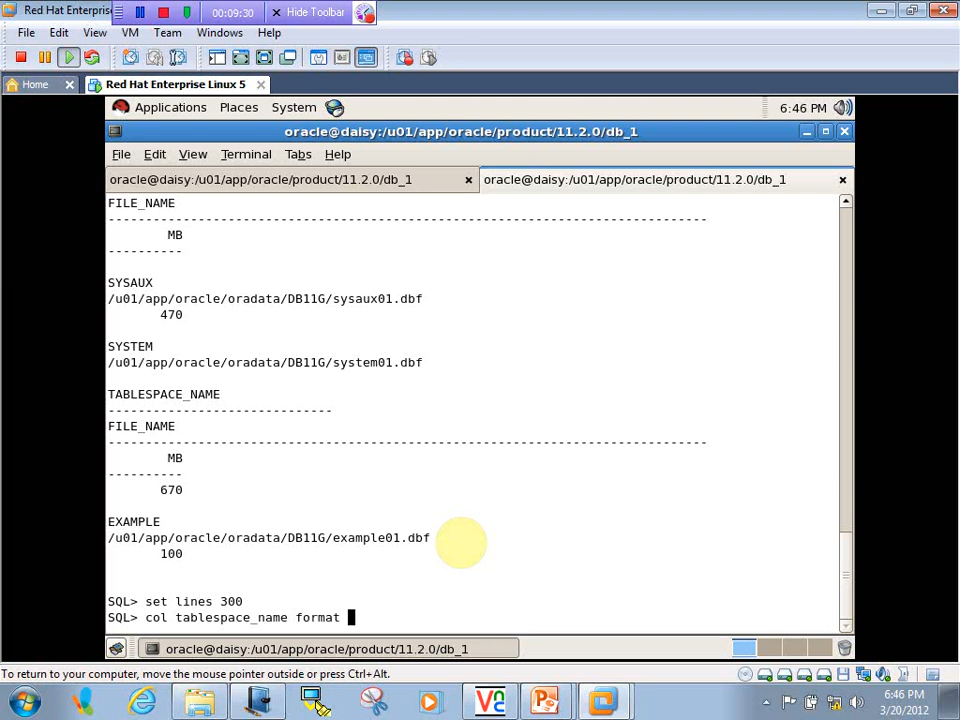 Red Hat Enterpris
00:09:30
Hide Toolbar
File Edit View VM Team Windows Help
Home
Red Hat Enterprise Linux 5
Applications Places System
6:46 PM
oracle@daisy:/u01/app/oracle/product/11.2.0/db_1
File Edit View Terminal Tabs Help
oracle@daisy:/u01/app/oracle/product/11.2.0/db_1
oracle@daisy:/u01/app/oracle/product/11.2.0/db_1
FILE_NAME
--------------------------------------------------------------------------------
MB
----------
SYSAUX
/u01/app/oracle/oradata/DB11G/sysaux01.dbf
470
SYSTEM
/u01/app/oracle/oradata/DB11G/system01.dbf
TABLESPACE_NAME
------------------------------
FILE_NAME
--------------------------------------------------------------------------------
MB
----------
670
EXAMPLE
/u01/app/oracle/oradata/DB11G/example01.dbf
100
SQL> set lines 300
SQL> col tablespace_name format
oracle@daisy:/u01/app/oracle/product/11.2.0/db_1
To return to your computer, move the mouse pointer outside or press Ctrl+Alt.
6:46 PM
3/20/2012